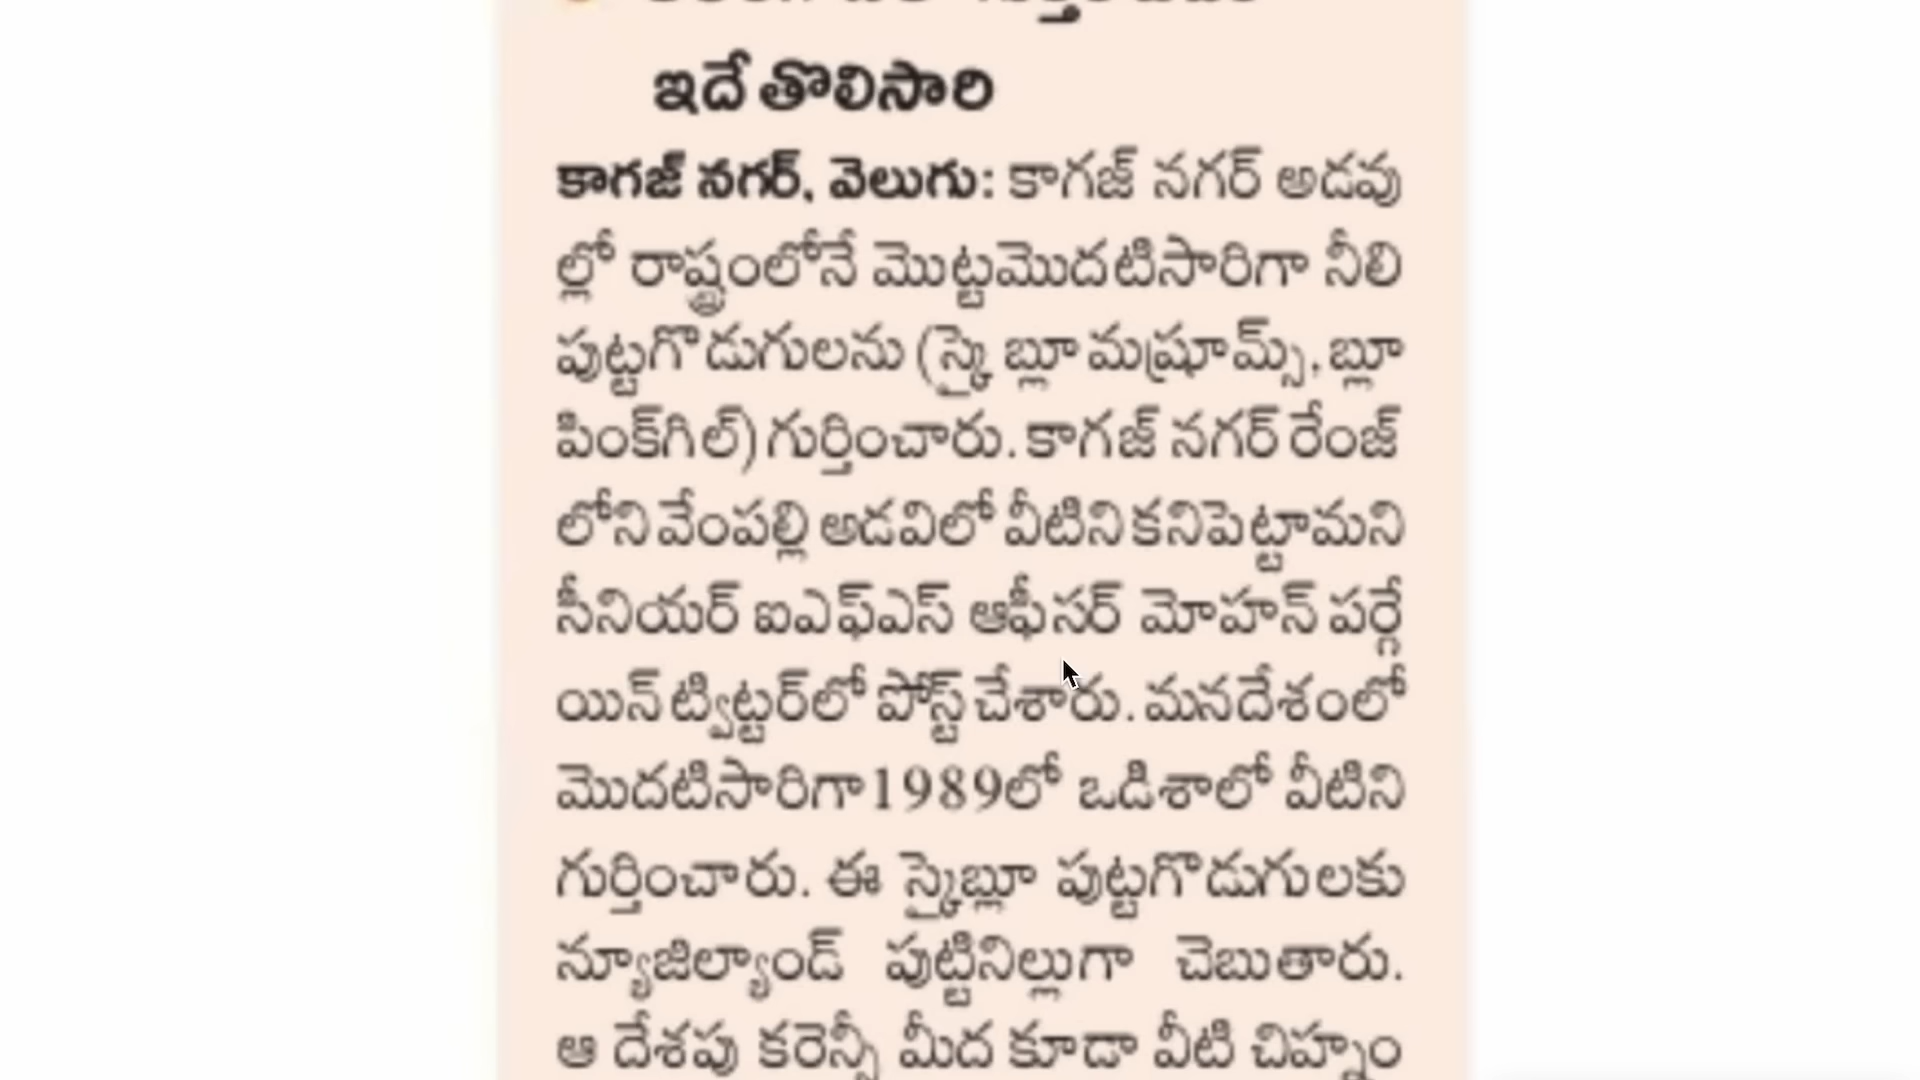 ఇదే తొలిసారి
కాగజ్ నగర్, వెలుగు: కాగజ్ నగర్ అడవు
ల్లో రాష్ట్రంలోనే మొట్టమొదటిసారిగా నీలి
పుట్టగొడుగులను (స్కై బ్లూ మష్రూమ్స్, బ్లూ
పింక్‌గిల్) గుర్తించారు. కాగజ్ నగర్ రేంజ్
లోని వేంపల్లి అడవిలో వీటిని కనిపెట్టామని
సీనియర్ ఐఎఫ్ఎస్ ఆఫీసర్ మోహన్ పర్గే
యిన్ ట్విట్టర్‌లో పోస్ట్ చేశారు. మనదేశంలో
మొదటిసారిగా 1989లో ఒడిశాలో వీటిని
గుర్తించారు. ఈ స్కైబ్లూ పుట్టగొడుగులకు
న్యూజిల్యాండ్ పుట్టినిల్లుగా చెబుతారు.
ఆ దేశపు కరెన్సీ మీద కూడా వీటి చిహ్నం